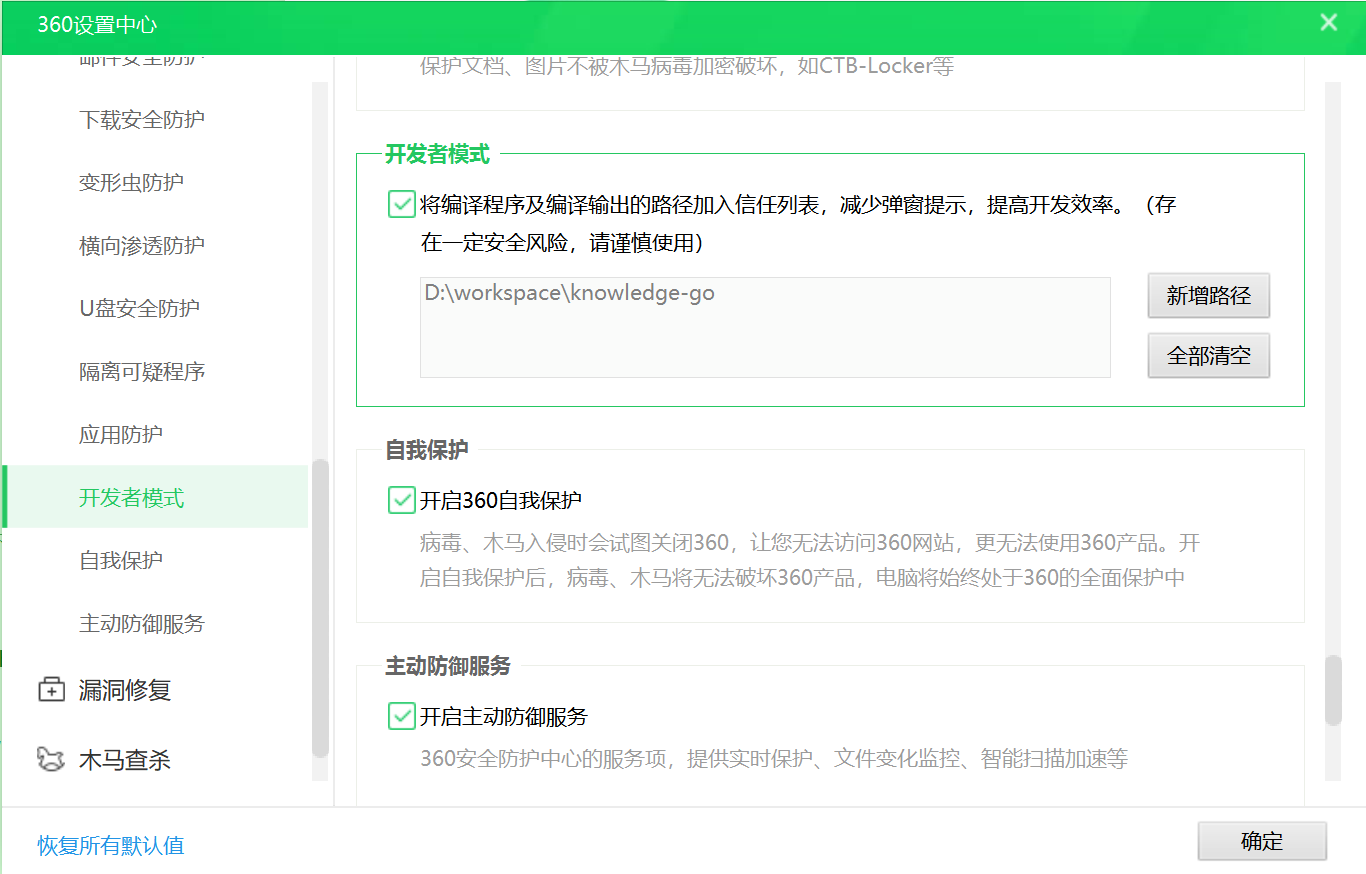 360设置中心
邮件安全防护
下载安全防护
变形虫防护
横向渗透防护
U盘安全防护
隔离可疑程序
应用防护
开发者模式
自我保护
主动防御服务
漏洞修复
木马查杀
保护文档、图片不被木马病毒加密破坏，如CTB-Locker等
开发者模式
将编译程序及编译输出的路径加入信任列表，减少弹窗提示，提高开发效率。（存
在一定安全风险，请谨慎使用）
D:\workspace\knowledge-go
新增路径
全部清空
自我保护
开启360自我保护
病毒、木马入侵时会试图关闭360，让您无法访问360网站，更无法使用360产品。开
启自我保护后，病毒、木马将无法破坏360产品，电脑将始终处于360的全面保护中
主动防御服务
开启主动防御服务
360安全防护中心的服务项，提供实时保护、文件变化监控、智能扫描加速等
恢复所有默认值
确定